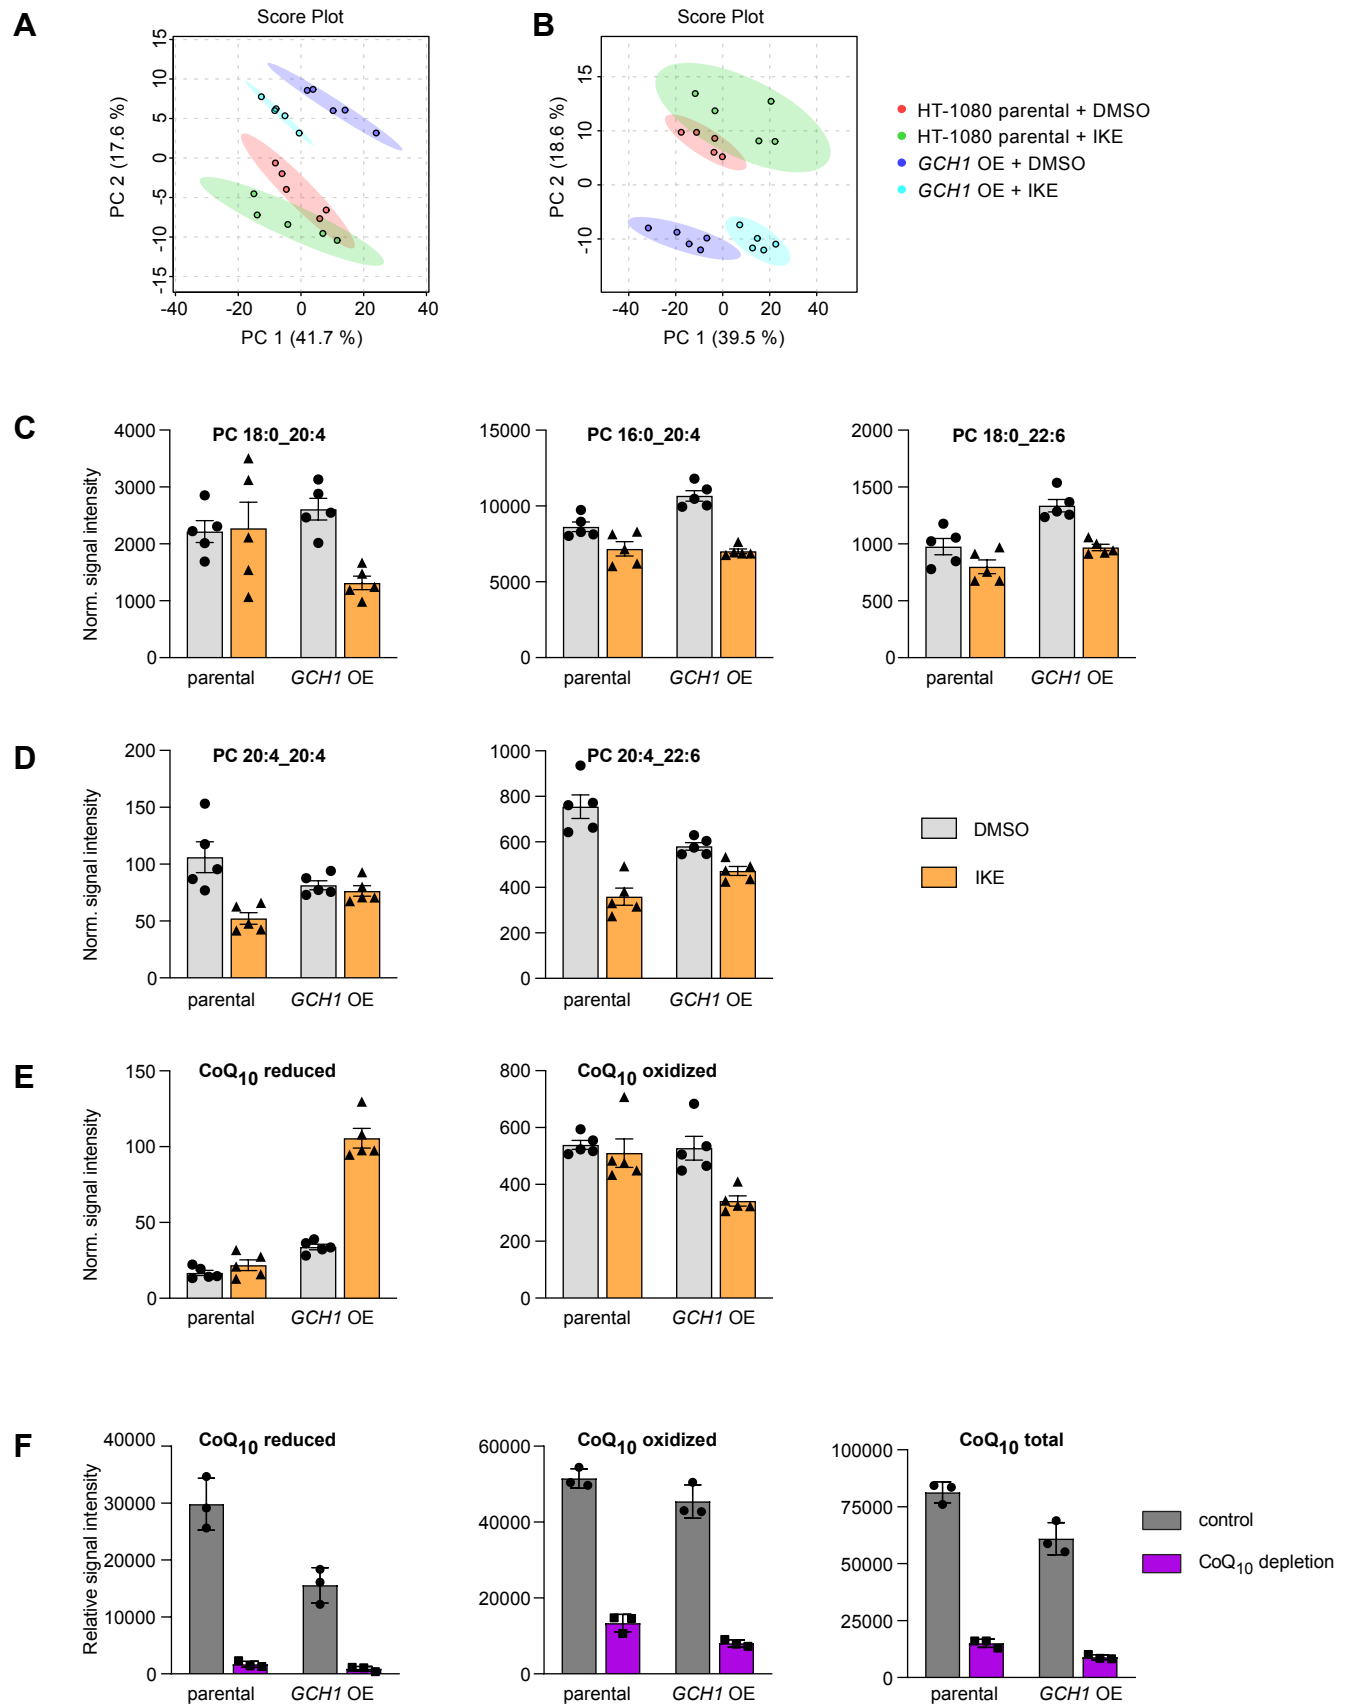 A
Score Plot
15
10
5
0
-5
-10
-15
-40 -20 0 20 40
PC 1 (41.7 %)
PC 2 (17.6 %)
B
Score Plot
15
10
0
-10
-40 -20 0 20 40
PC 1 (39.5 %)
PC 2 (18.6 %)
HT-1080 parental + DMSO
HT-1080 parental + IKE
GCH1 OE + DMSO
GCH1 OE + IKE
C
Norm. signal intensity
PC 18:0_20:4
4000
3000
2000
1000
0
parental GCH1 OE
PC 16:0_20:4
15000
10000
5000
0
parental GCH1 OE
PC 18:0_22:6
2000
1500
1000
500
0
parental GCH1 OE
D
Norm. signal intensity
PC 20:4_20:4
200
150
100
50
0
parental GCH1 OE
PC 20:4_22:6
1000
800
600
400
200
0
parental GCH1 OE
DMSO
IKE
E
Norm. signal intensity
CoQ10 reduced
150
100
50
0
parental GCH1 OE
CoQ10 oxidized
800
600
400
200
0
parental GCH1 OE
F
Relative signal intensity
CoQ10 reduced
40000
30000
20000
10000
0
parental GCH1 OE
CoQ10 oxidized
60000
40000
20000
0
parental GCH1 OE
CoQ10 total
100000
75000
50000
25000
0
parental GCH1 OE
control
CoQ10 depletion